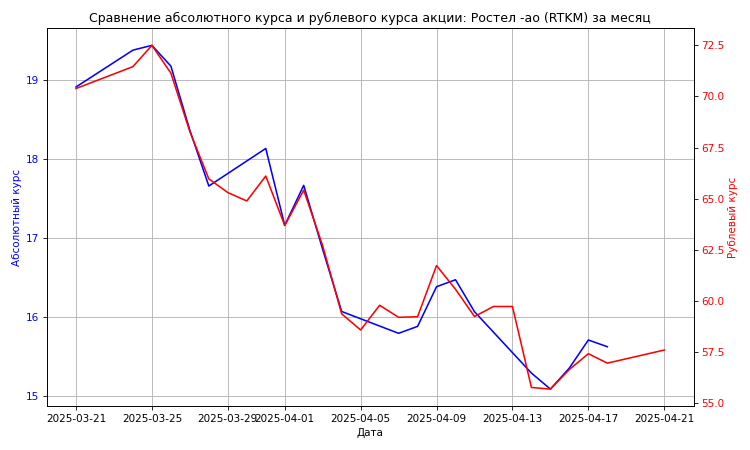 Сравнение абсолютного курса и рублевого курса акции: Ростел -ао (RTKM) за месяц
Абсолютный курс
19
18
17
16
15
72.5
70.0
67.5
65.0
62.5
60.0
57.5
55.0
Рублевый курс
2025-03-21 2025-03-25 2025-03-29 2025-04-01 2025-04-05 2025-04-09 2025-04-13 2025-04-17 2025-04-21
Дата